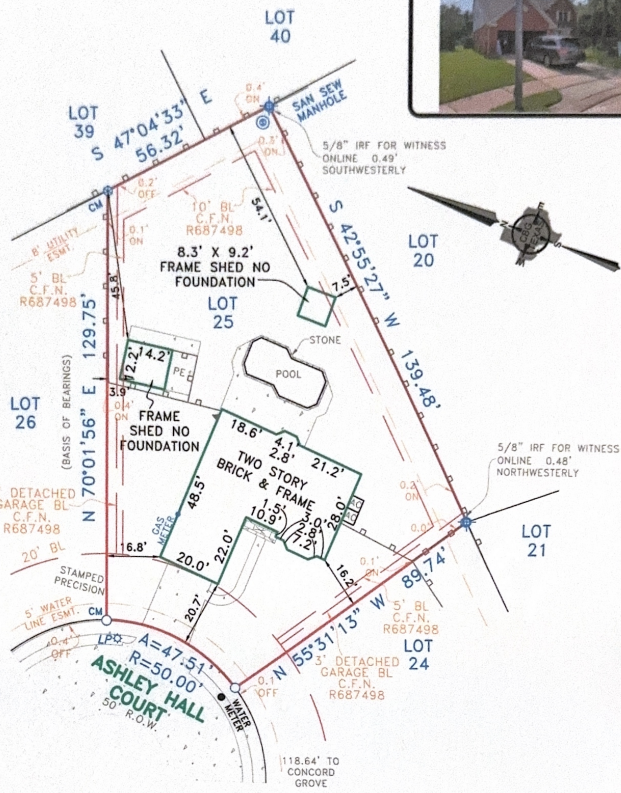 LOT
40
LOT
39
S 47°04'33" E
56.32'
0.4'
ON
SAN SEW
MANHOLE
0.3'
ON
5/8" IRF FOR WITNESS
ONLINE 0.49'
SOUTHWESTERLY
CM
0.2'
OFF
0.1'
ON
10' BL
C.F.N.
R687498
8' UTILITY
ESMT.
5' BL
C.F.N.
R687498
54.1'
S 42°55'27" W 139.48'
LOT
20
8.3' X 9.2'
FRAME SHED NO
FOUNDATION
7.5'
LOT
25
45.8'
N 70°01'56" E 129.75'
(BASIS OF BEARINGS)
STONE
POOL
14.2'
12.2'
PE
3.9'
0.4'
ON
FRAME
SHED NO
FOUNDATION
LOT
26
18.6'
4.1'
2.8'
21.2'
TWO STORY
BRICK & FRAME
48.5'
28.0'
1.5'
10.9'
3.0'
2.8'
7.2'
GAS
METER
22.0'
20.0'
16.8'
5/8" IRF FOR WITNESS
ONLINE 0.48'
NORTHWESTERLY
0.2'
ON
0.0'
LOT
21
DETACHED
GARAGE BL
C.F.N.
R687498
20' BL
STAMPED
PRECISION
5' WATER
LINE ESMT.
CM
0.4'
OFF
LP
A=47.51'
R=50.00'
20.7'
16.2'
0.1'
ON
N 55°31'13" W 89.74'
5' BL
C.F.N.
R687498
LOT
24
3' DETACHED
GARAGE BL
C.F.N.
R687498
0.1
OFF
ASHLEY HALL
COURT
50' R.O.W.
WATER
METER
118.64' TO
CONCORD
GROVE